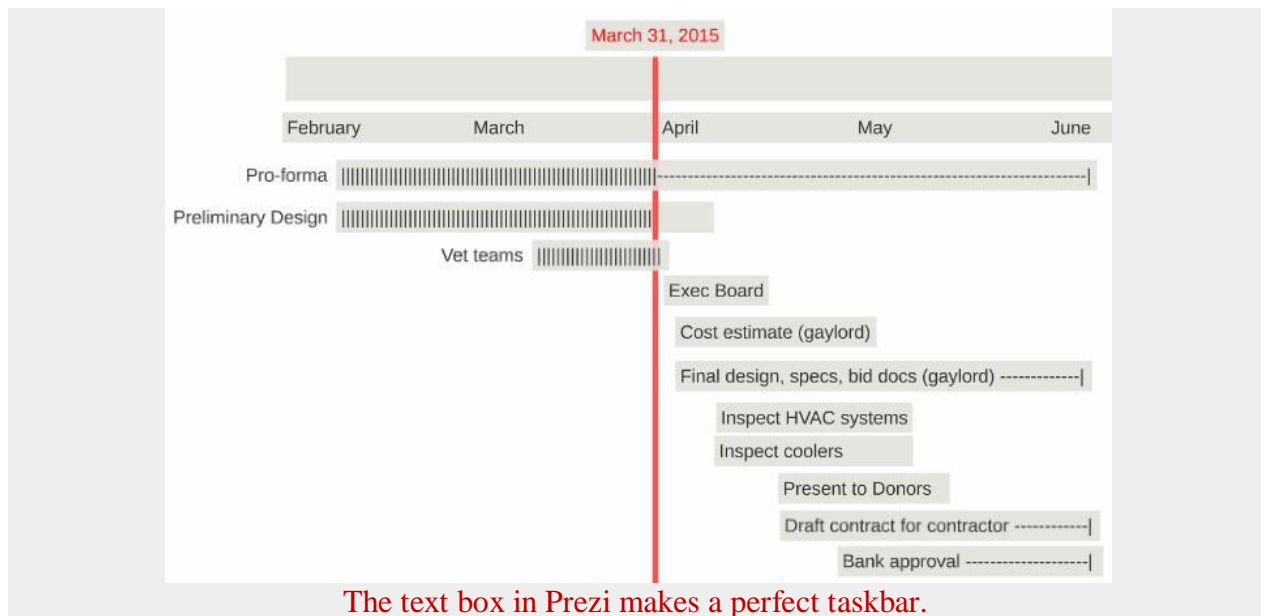 March 31, 2015
February March April May June
Pro-forma ||||||||||||||||||||||||||||||||||||||||||||||||||||||||||||||||||-----------------------------------------------------------------------|
Preliminary Design ||||||||||||||||||||||||||||||||||||||||||||||||||||||||||||||||||
Vet teams ||||||||||||||||||||||||||
Exec Board
Cost estimate (gaylord)
Final design, specs, bid docs (gaylord) -------------|
Inspect HVAC systems
Inspect coolers
Present to Donors
Draft contract for contractor ------------|
Bank approval --------------------|
The text box in Prezi makes a perfect taskbar.